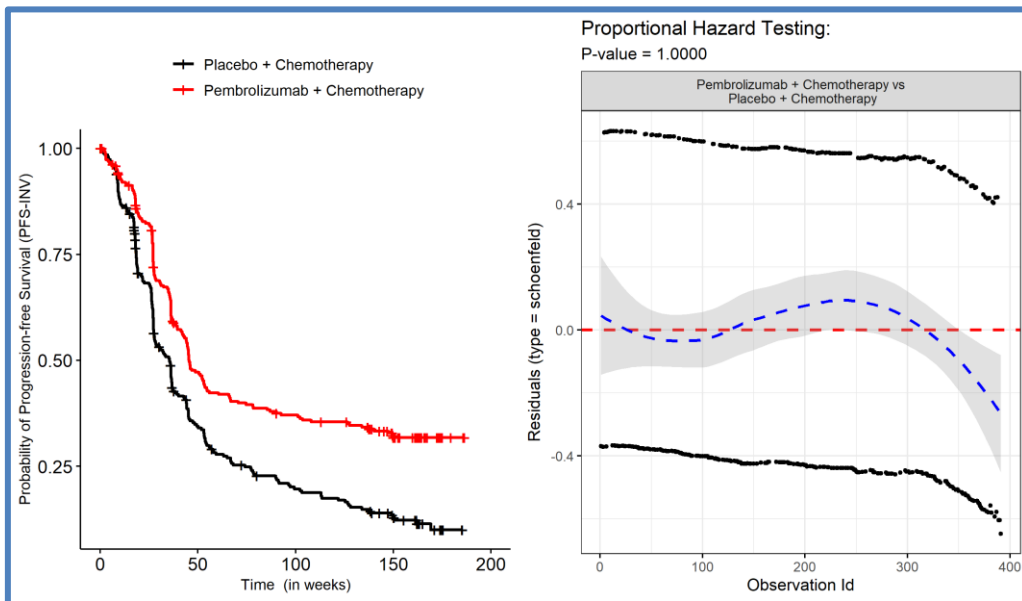 Placebo + Chemotherapy
Pembrolizumab + Chemotherapy
Probability of Progression-free Survival (PFS-INV)
1.00
0.75
0.50
0.25
0
50
100
150
200
Time (in weeks)
Proportional Hazard Testing:
P-value = 1.0000
Pembrolizumab + Chemotherapy vs
Placebo + Chemotherapy
Residuals (type = schoenfeld)
0.4
0.0
-0.4
0
100
200
300
400
Observation Id